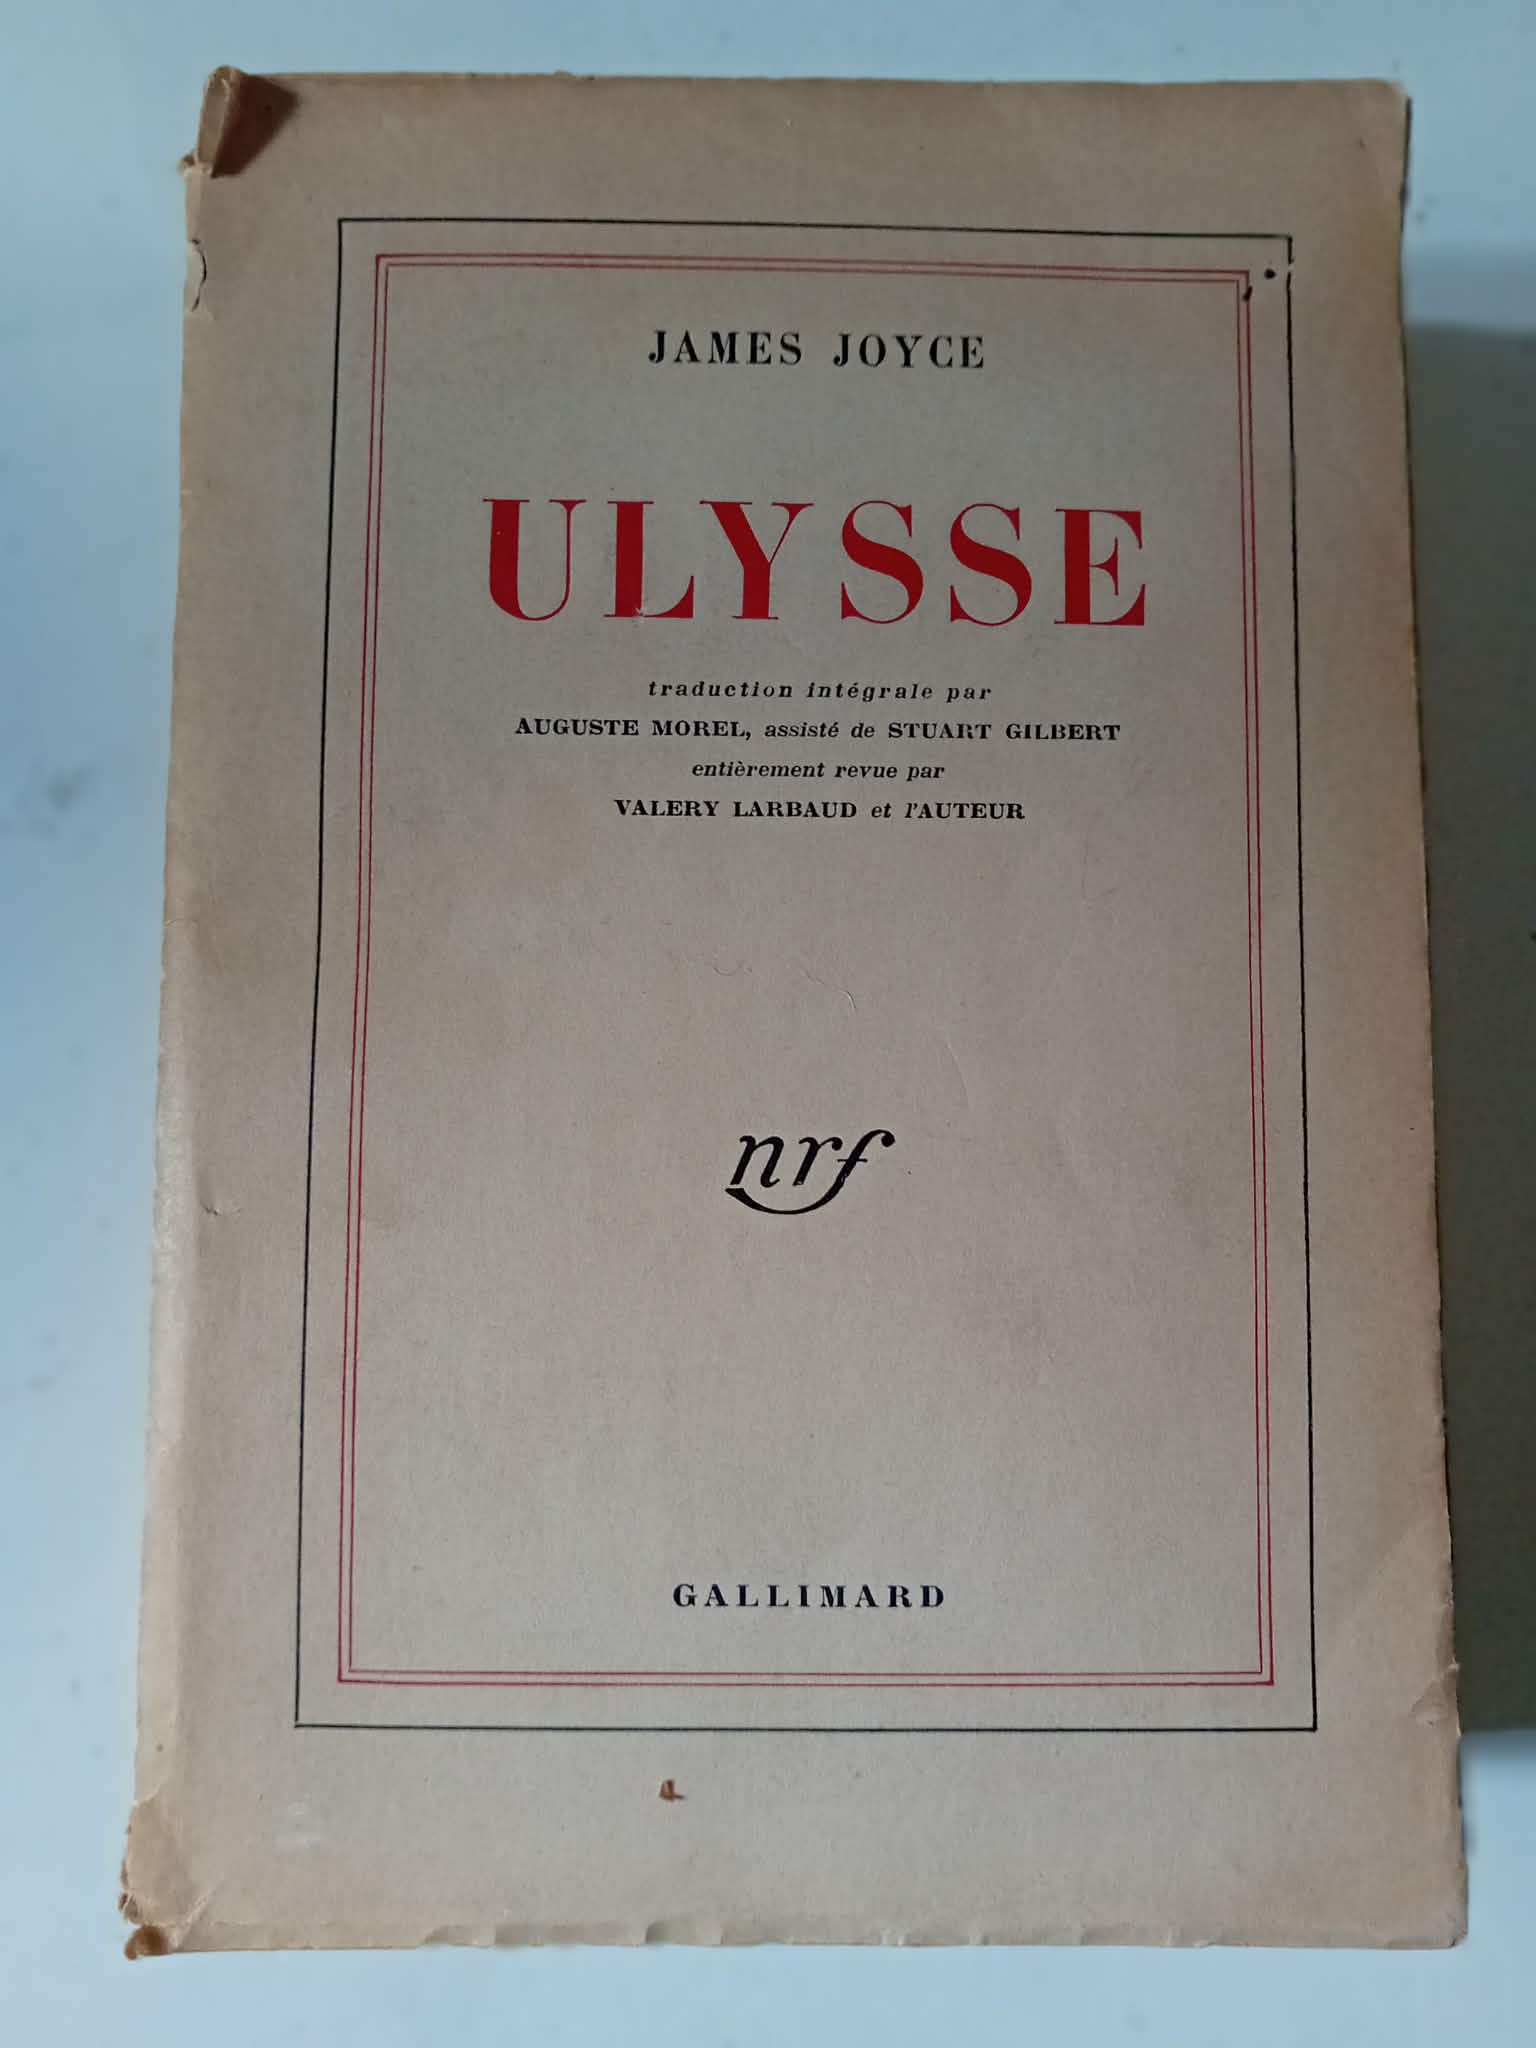 JAMES JOYCE
ULYSSE
traduction intégrale par
AUGUSTE MOREL, assisté de STUART GILBERT
entièrement revue par
VALERY LARBAUD et l'AUTEUR
nrf
GALLIMARD